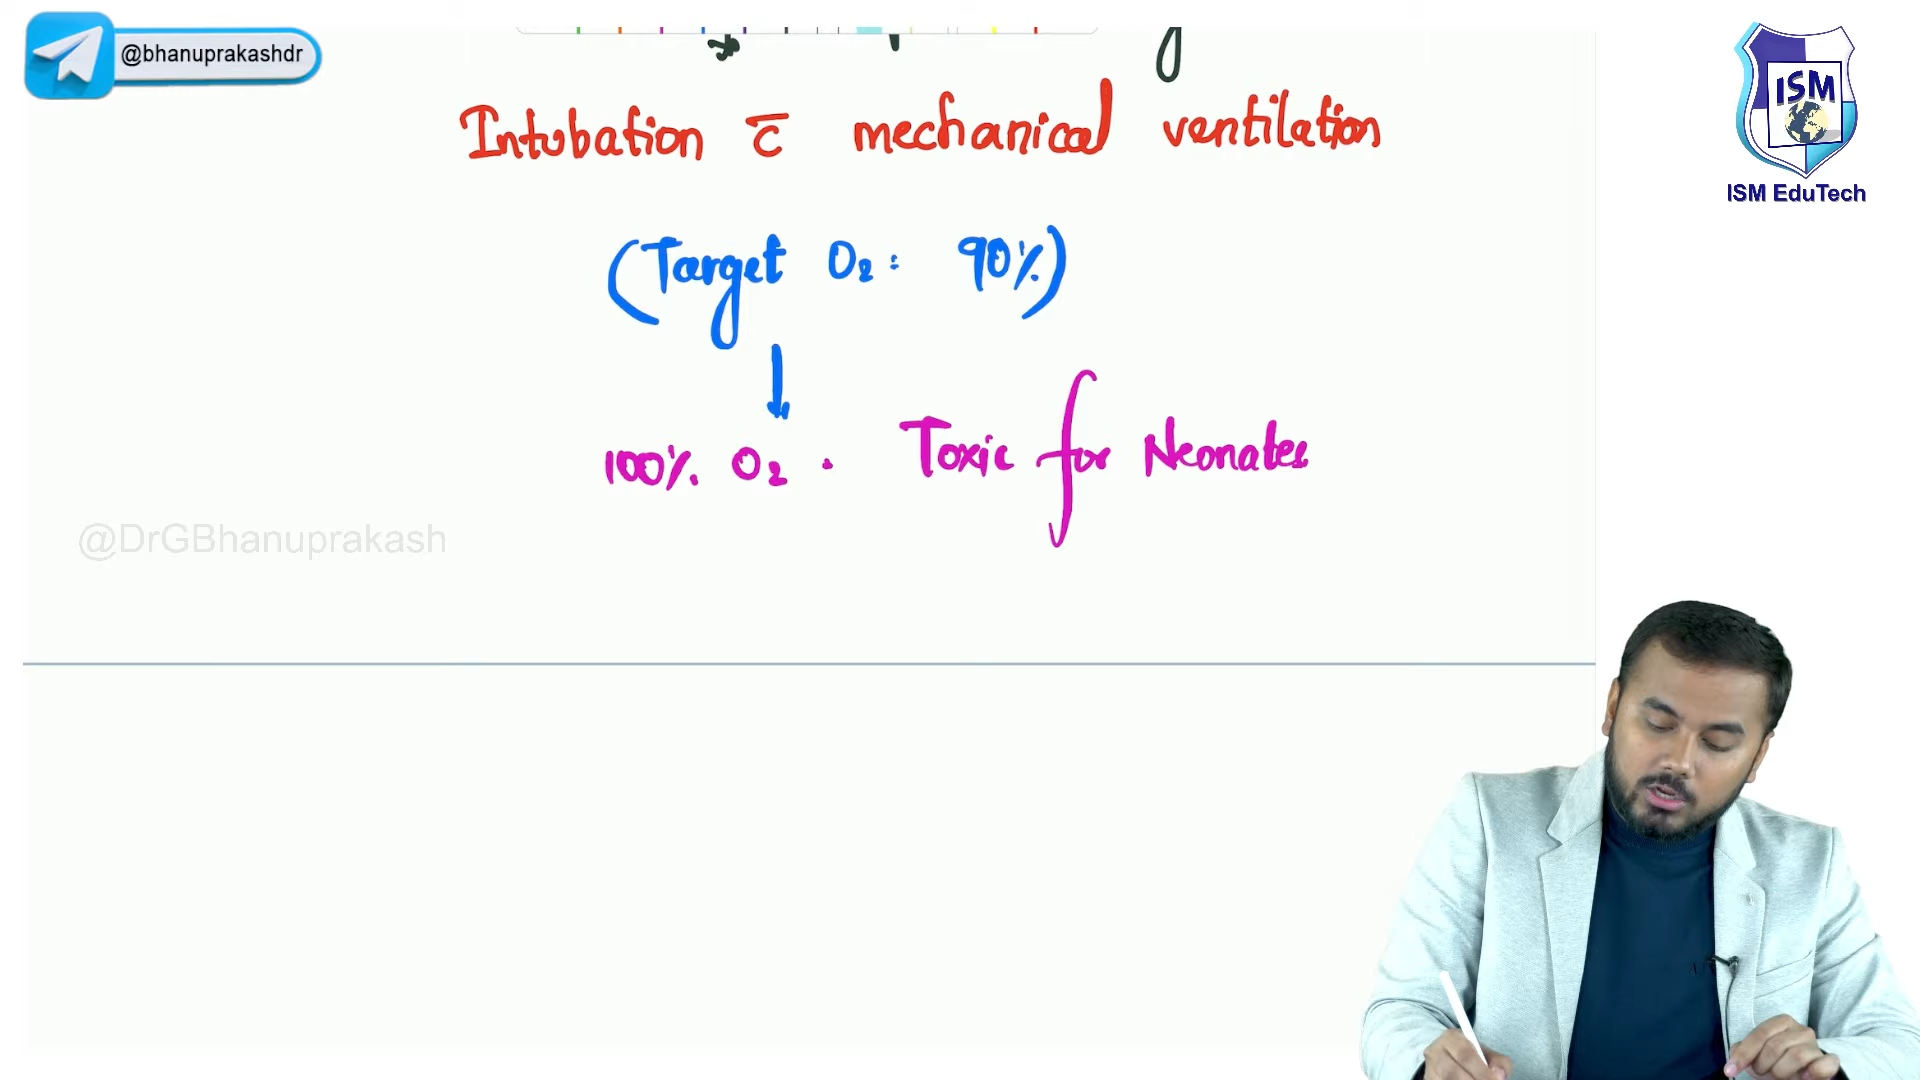 @bhanuprakashdr
ISM
ISM EduTech
Intubation c̄ mechanical ventilation
(Target O₂: 90%)
↓
100% O₂. Toxic for Neonates
@DrGBhanuprakash